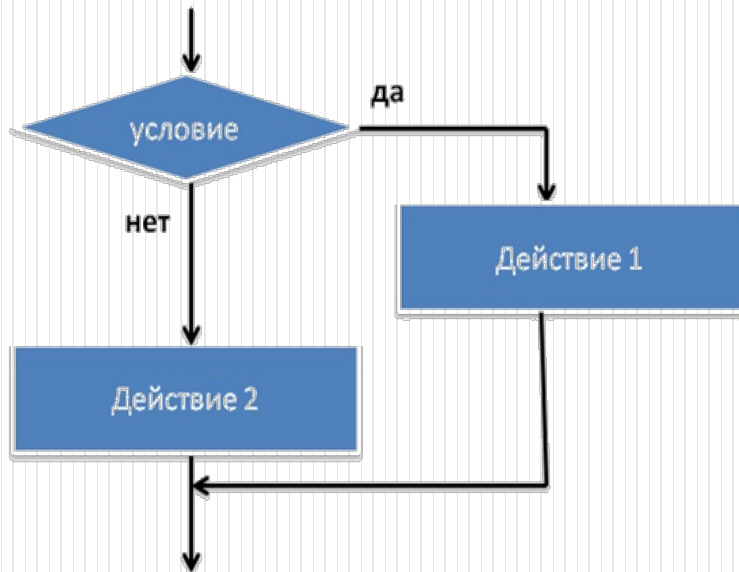 да
условие
нет
Действие 1
Действие 2